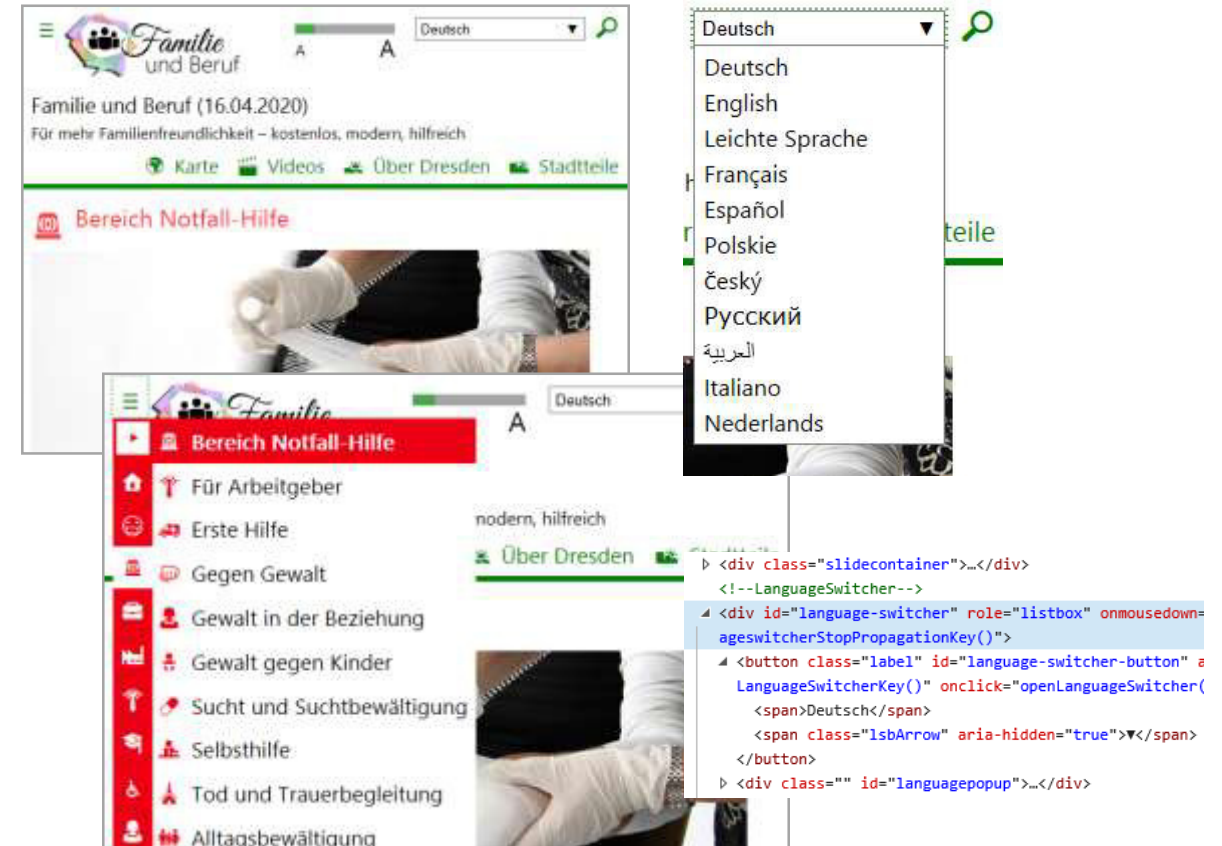 Familie
und Beruf
A A
Deutsch ▼
Familie und Beruf (16.04.2020)
Für mehr Familienfreundlichkeit – kostenlos, modern, hilfreich
Karte Videos Über Dresden Stadtteile
Bereich Notfall-Hilfe
Deutsch ▼
Deutsch
English
Leichte Sprache
Français
Español
Polskie
Český
Русский
العربية
Italiano
Nederlands
teile
Familie
A
Deutsch
Bereich Notfall-Hilfe
Für Arbeitgeber
Erste Hilfe
Gegen Gewalt
Gewalt in der Beziehung
Gewalt gegen Kinder
Sucht und Suchtbewältigung
Selbsthilfe
Tod und Trauerbegleitung
Alltagsbewältigung
modern, hilfreich
Über Dresden
<div class="slidecontainer">…</div>
<!--LanguageSwitcher-->
<div id="language-switcher" role="listbox" onmousedown=
ageswitcherStopPropagationKey()">
<button class="label" id="language-switcher-button" a
LanguageSwitcherKey()" onclick="openLanguageSwitcher(
<span>Deutsch</span>
<span class="lsbArrow" aria-hidden="true">▼</span>
</button>
<div class="" id="languagepopup">…</div>